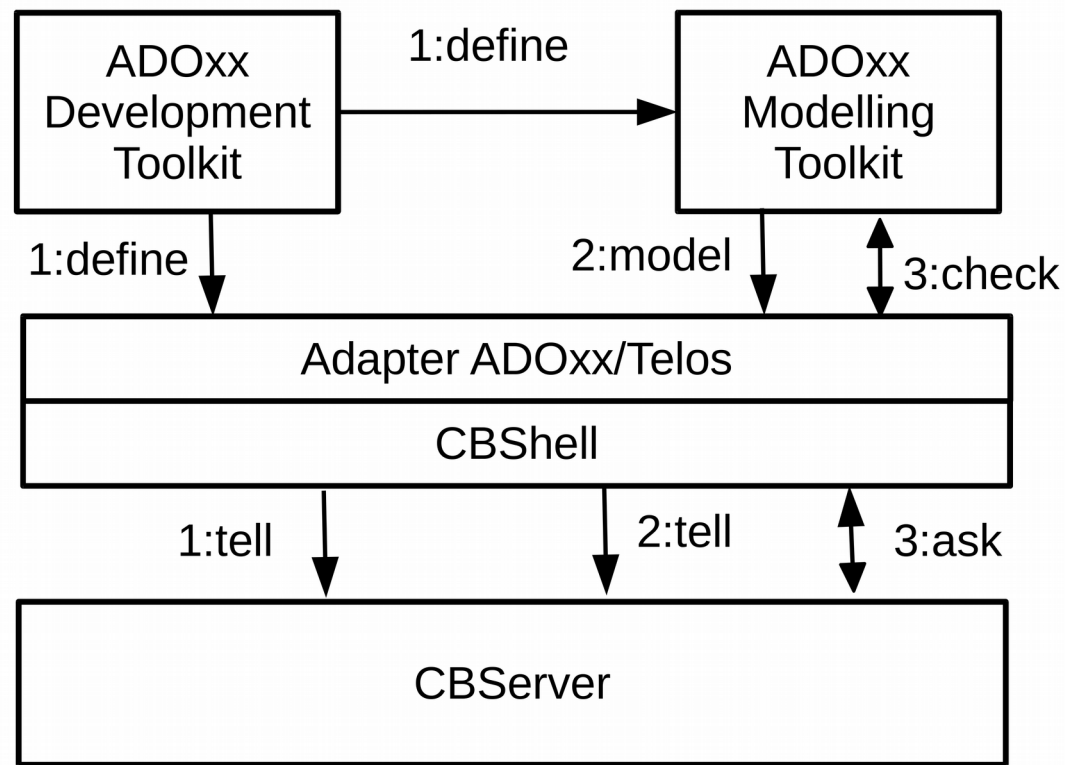 ADOxx
Development
Toolkit
1:define
ADOxx
Modelling
Toolkit
1:define
2:model
3:check
Adapter ADOxx/Telos
CBShell
1:tell
2:tell
3:ask
CBServer